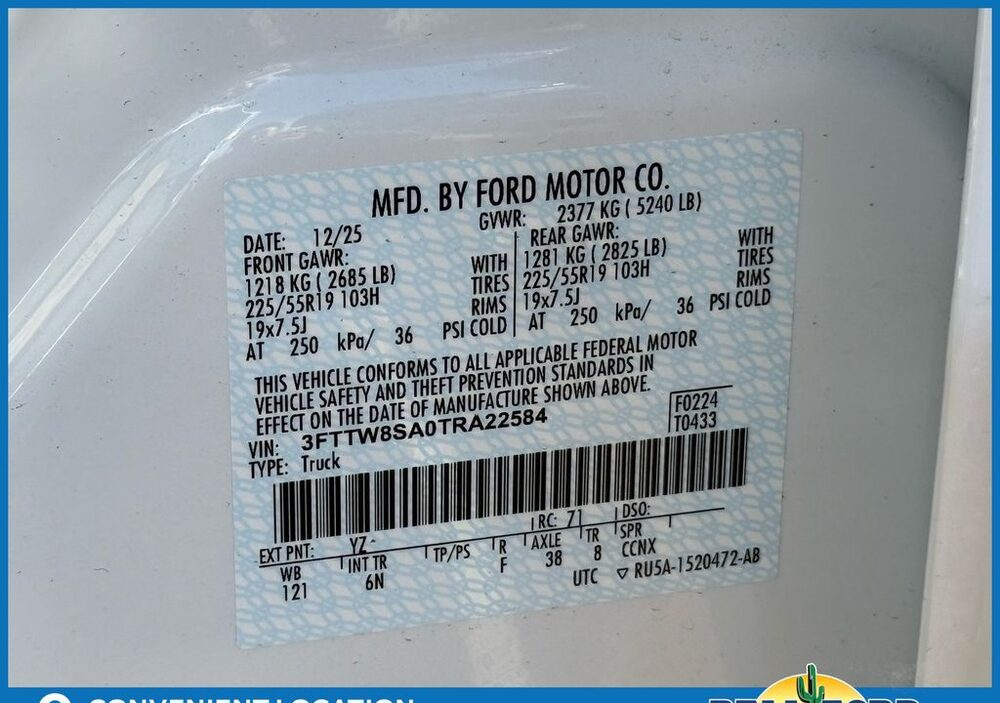 MFD. BY FORD MOTOR CO.
DATE: 12/25
GVWR: 2377 KG ( 5240 LB)
FRONT GAWR:
1218 KG ( 2685 LB) WITH
225/55R19 103H TIRES
19x7.5J RIMS
AT 250 kPa/ 36 PSI COLD
REAR GAWR:
1281 KG ( 2825 LB) WITH
225/55R19 103H TIRES
19x7.5J RIMS
AT 250 kPa/ 36 PSI COLD
THIS VEHICLE CONFORMS TO ALL APPLICABLE FEDERAL MOTOR
VEHICLE SAFETY AND THEFT PREVENTION STANDARDS IN
EFFECT ON THE DATE OF MANUFACTURE SHOWN ABOVE.
VIN: 3FTTW8SA0TRA22584
TYPE: Truck
F0224
T0433
RC: 71 DSO:
EXT PNT: YZ
WB INT TR TP/PS R AXLE TR SPR
121 6N F 38 8 CCNX
UTC ▽ RU5A-1520472-AB
CONVENIENT LOCATION
BELL FORD